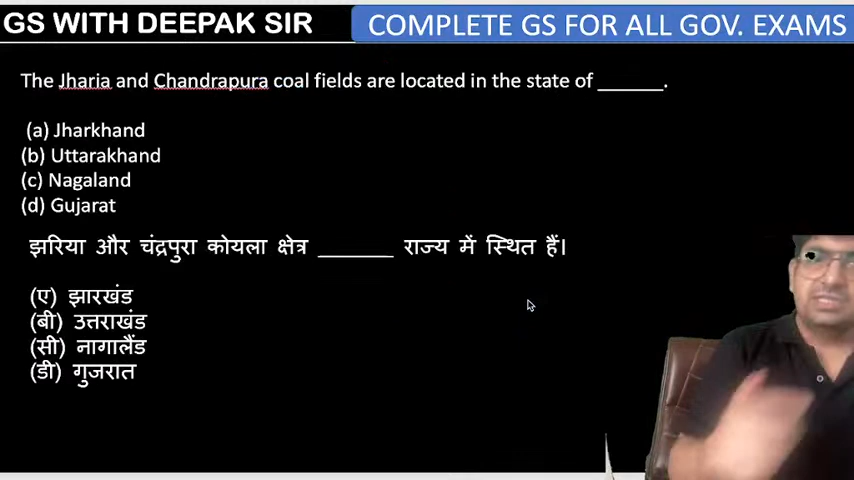 GS WITH DEEPAK SIR
COMPLETE GS FOR ALL GOV. EXAMS
The Jharia and Chandrapura coal fields are located in the state of ______.
(a) Jharkhand
(b) Uttarakhand
(c) Nagaland
(d) Gujarat
झरिया और चंद्रपुरा कोयला क्षेत्र _______ राज्य में स्थित हैं।
(ए) झारखंड
(बी) उत्तराखंड
(सी) नागालैंड
(डी) गुजरात